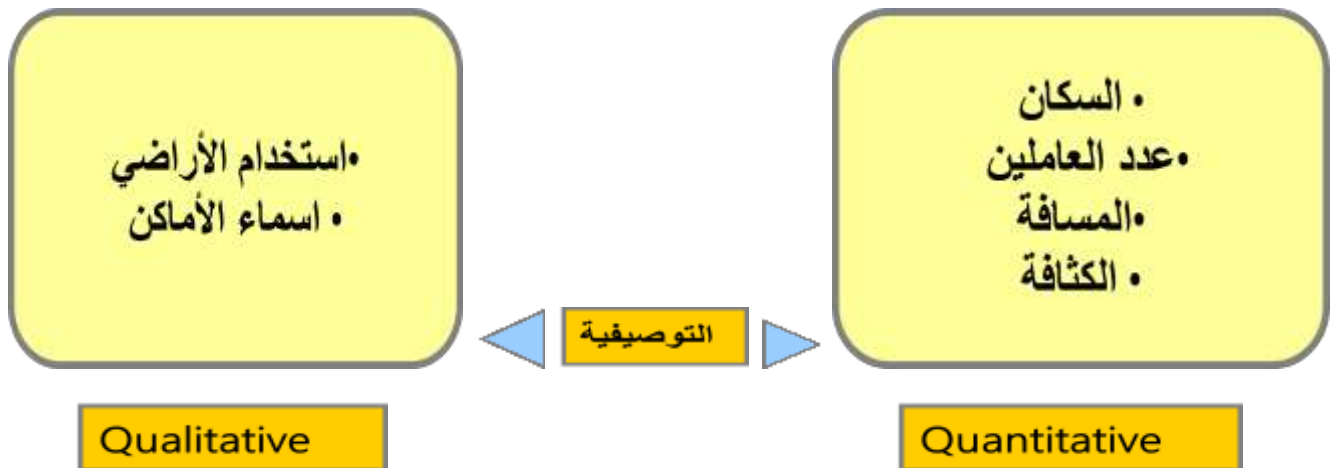 • السكان
•عدد العاملين
•المسافة
• الكثافة
•استخدام الأراضي
• اسماء الأماكن
التوصيفية
Quantitative
Qualitative